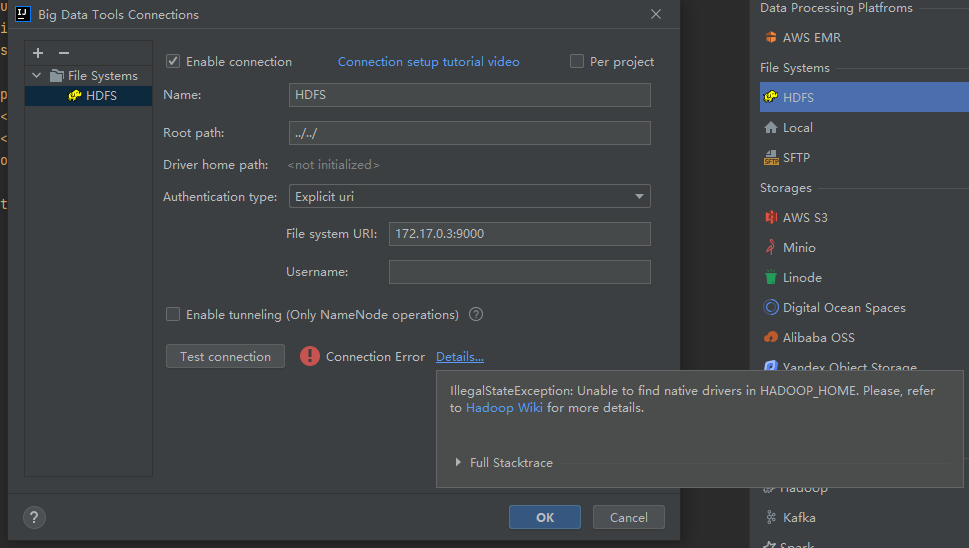 Big Data Tools Connections
File Systems
HDFS
Enable connection
Connection setup tutorial video
Per project
Name:
HDFS
Root path:
../../
Driver home path:
<not initialized>
Authentication type:
Explicit uri
File system URI:
172.17.0.3:9000
Username:
Enable tunneling (Only NameNode operations)
Test connection
Connection Error
Details...
IllegalStateException: Unable to find native drivers in HADOOP_HOME. Please, refer
to Hadoop Wiki for more details.
Full Stacktrace
OK
Cancel
Data Processing Platfroms
AWS EMR
File Systems
HDFS
Local
SFTP
Storages
AWS S3
Minio
Linode
Digital Ocean Spaces
Alibaba OSS
Yandex Object Storage
Hadoop
Kafka
Spark